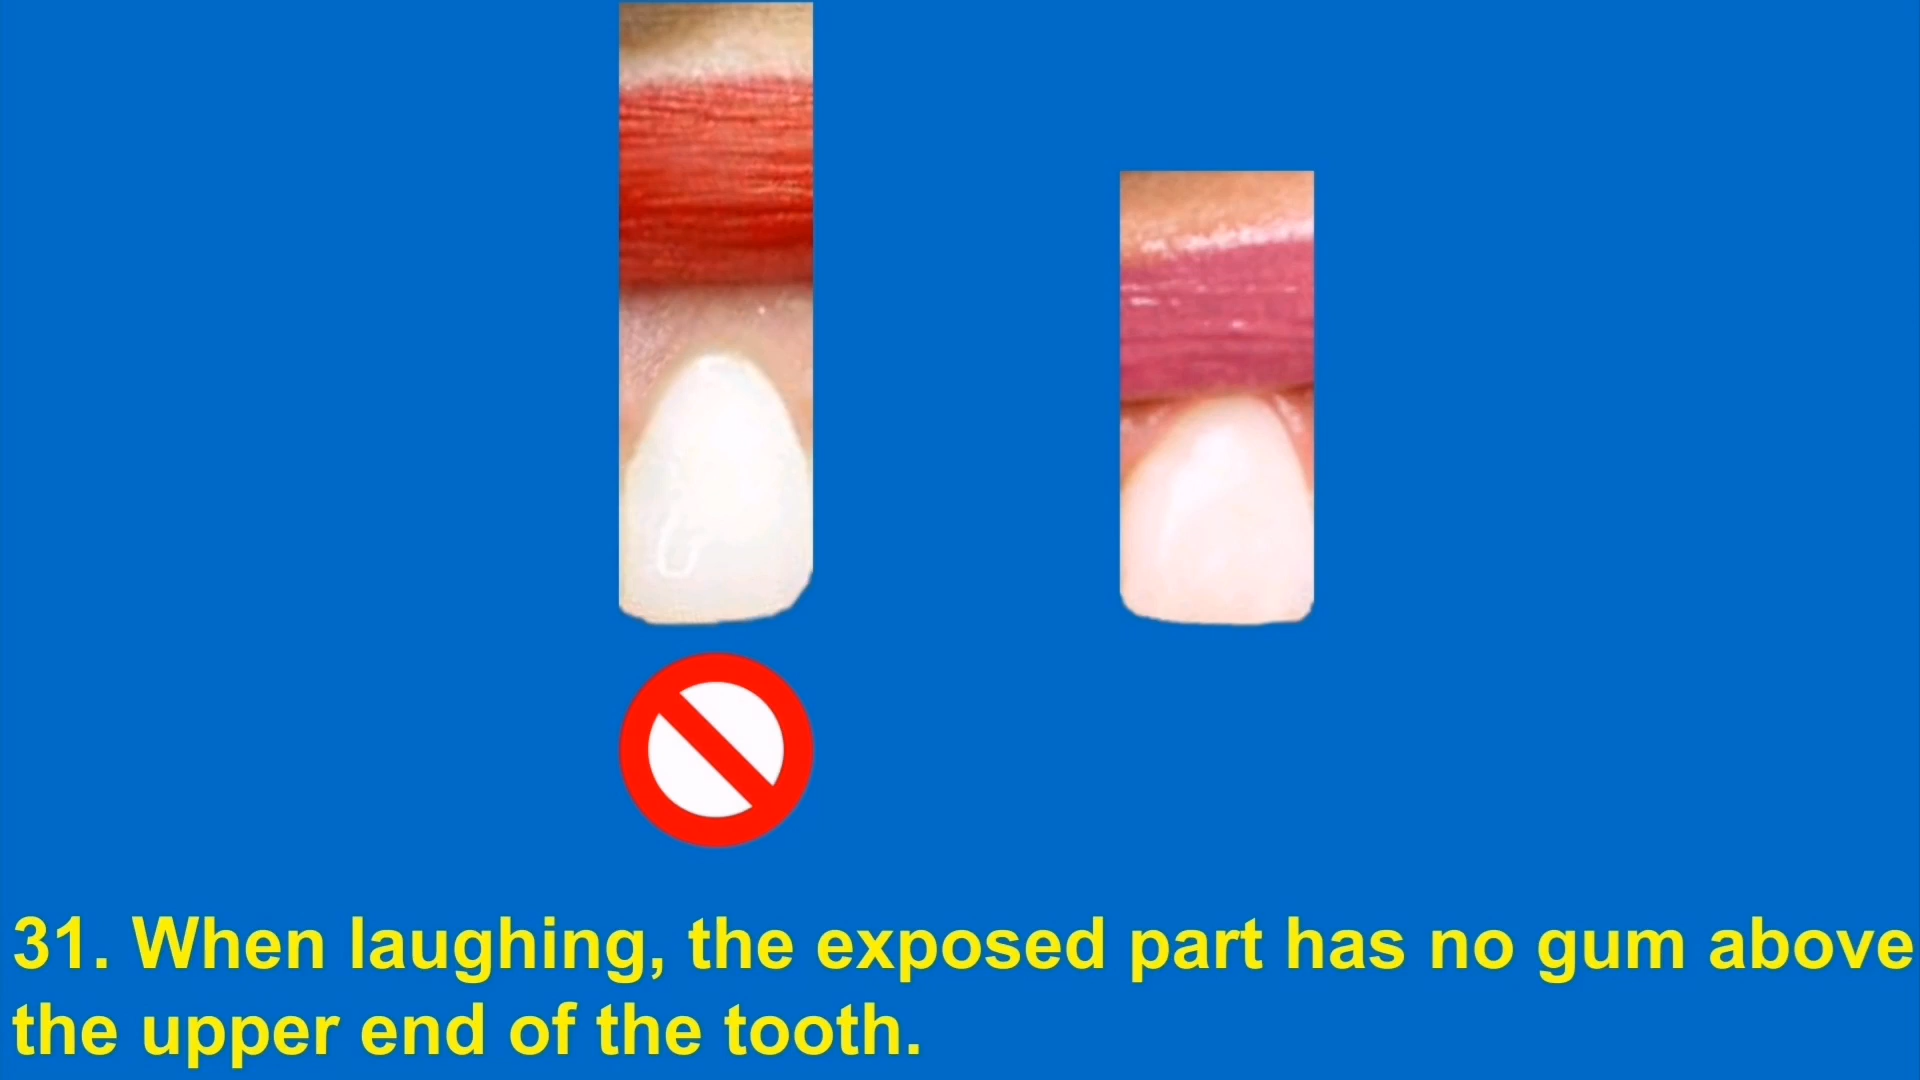 31. When laughing, the exposed part has no gum above
the upper end of the tooth.